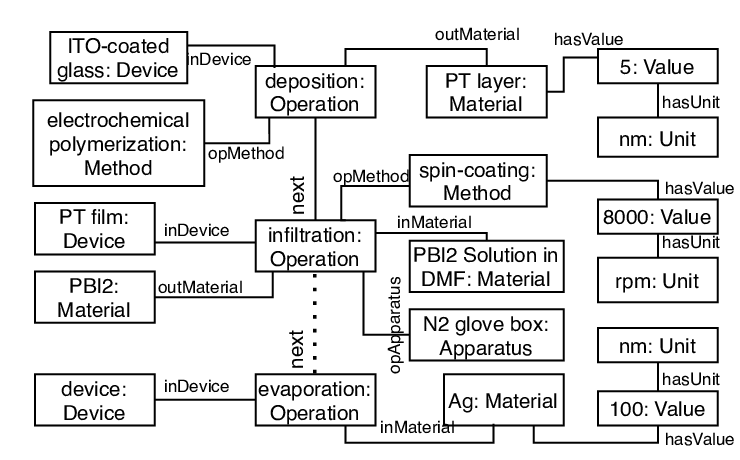 outMaterial
hasValue
ITO-coated
glass: Device
inDevice
deposition:
Operation
PT layer:
Material
5: Value
hasUnit
nm: Unit
electrochemical
polymerization:
Method
opMethod
next
opMethod
spin-coating:
Method
hasValue
8000: Value
hasUnit
rpm: Unit
PT film:
Device
inDevice
infiltration:
Operation
inMaterial
PBI2 Solution in
DMF: Material
PBI2:
Material
outMaterial
opApparatus
N2 glove box:
Apparatus
next
nm: Unit
hasUnit
device:
Device
inDevice
evaporation:
Operation
inMaterial
Ag: Material
100: Value
hasValue